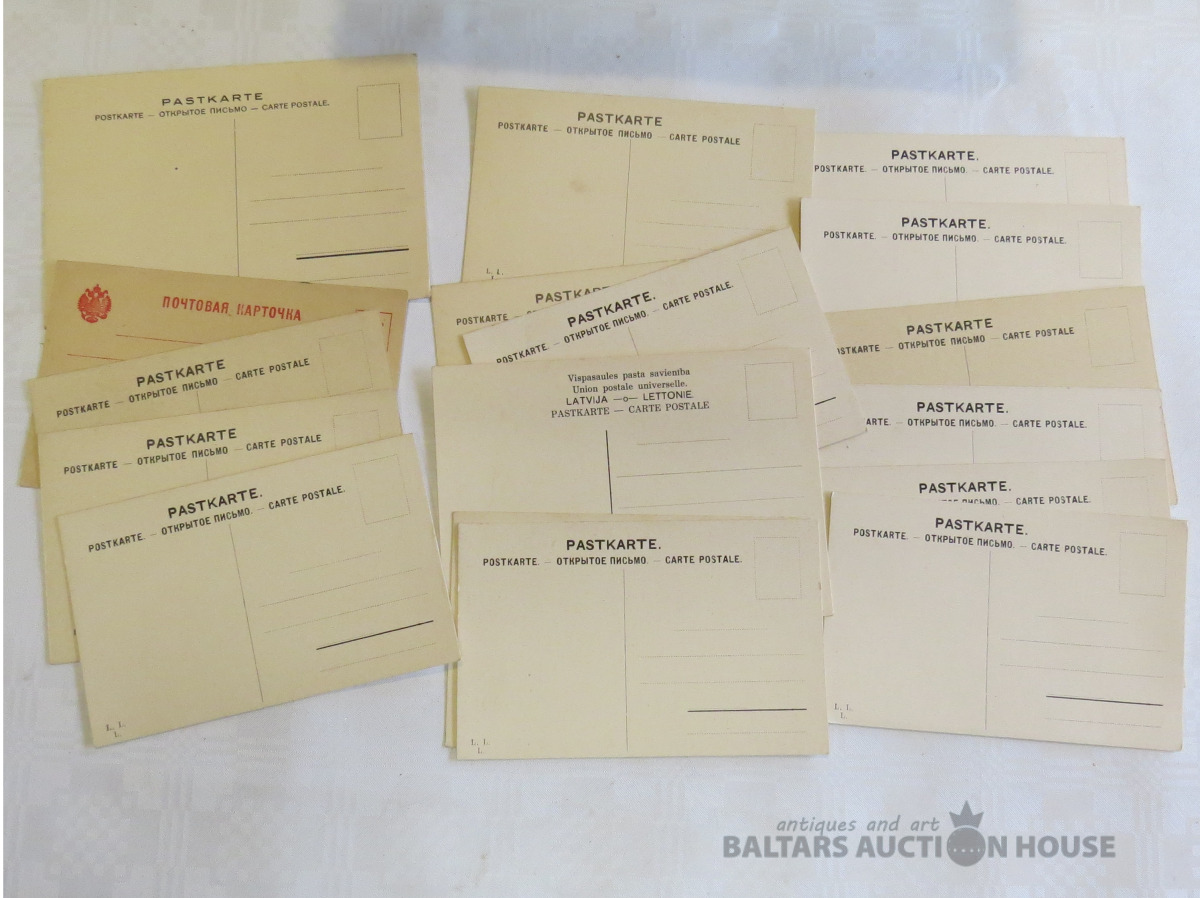 PASTKARTE
POSTKARTE — ОТКРЫТОЕ ПИСЬМО — CARTE POSTALE.
ПОЧТОВАЯ КАРТОЧКА
PASTKARTE
POSTKARTE — ОТКРЫТОЕ ПИСЬМО — CARTE POSTALE
PASTKARTE
POSTKARTE — ОТКРЫТОЕ ПИСЬМО — CARTE POSTALE
PASTKARTE.
POSTKARTE. — ОТКРЫТОЕ ПИСЬМО. — CARTE POSTALE.
L. L.
L.
PASTKARTE
POSTKARTE — ОТКРЫТОЕ ПИСЬМО — CARTE POSTALE
L. L.
PASTKARTE
POSTKARTE —
PASTKARTE.
POSTKARTE. — ОТКРЫТОЕ ПИСЬМО. — CARTE POSTALE.
Vispasaules pasta savienība
Union postale universelle.
LATVIJA —o— LETTONIE.
PASTKARTE — CARTE POSTALE
PASTKARTE.
POSTKARTE. — ОТКРЫТОЕ ПИСЬМО. — CARTE POSTALE.
L. L.
L.
PASTKARTE.
POSTKARTE. — ОТКРЫТОЕ ПИСЬМО. — CARTE POSTALE.
PASTKARTE.
POSTKARTE. — ОТКРЫТОЕ ПИСЬМО. — CARTE POSTALE.
PASTKARTE
— ОТКРЫТОЕ ПИСЬМО — CARTE POSTALE
PASTKARTE.
— ОТКРЫТОЕ ПИСЬМО. — CARTE POSTALE.
PASTKARTE.
— CARTE POSTALE.
PASTKARTE.
POSTKARTE. — ОТКРЫТОЕ ПИСЬМО. — CARTE POSTALE.
L. L.
L.
antiques and art
BALTARS AUCTION HOUSE